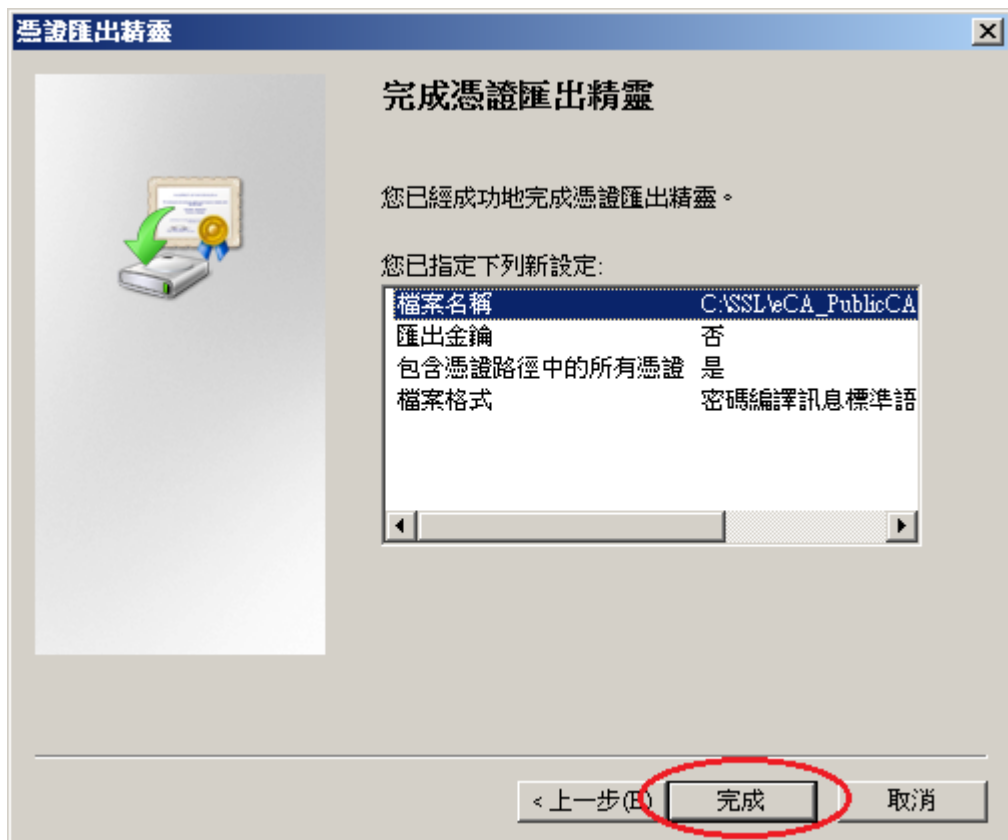 憑證匯出精靈
完成憑證匯出精靈
您已經成功地完成憑證匯出精靈。
您已指定下列新設定:
檔案名稱 C:\SSL\eCA_PublicCA
匯出金鑰 否
包含憑證路徑中的所有憑證 是
檔案格式 密碼編譯訊息標準語
<上一步(B) 完成 取消